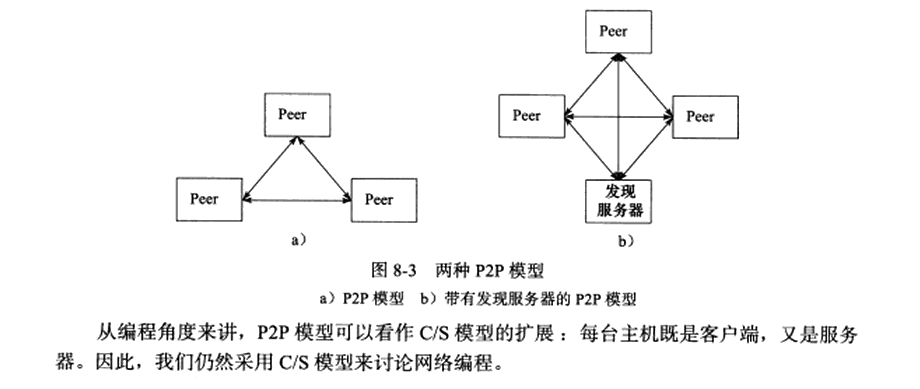 Peer
Peer
Peer
a）
Peer
Peer
Peer
发现
服务器
b）
图 8-3 两种 P2P 模型
a）P2P 模型 b）带有发现服务器的 P2P 模型
从编程角度来讲，P2P 模型可以看作 C/S 模型的扩展：每台主机既是客户端，又是服务
器。因此，我们仍然采用 C/S 模型来讨论网络编程。